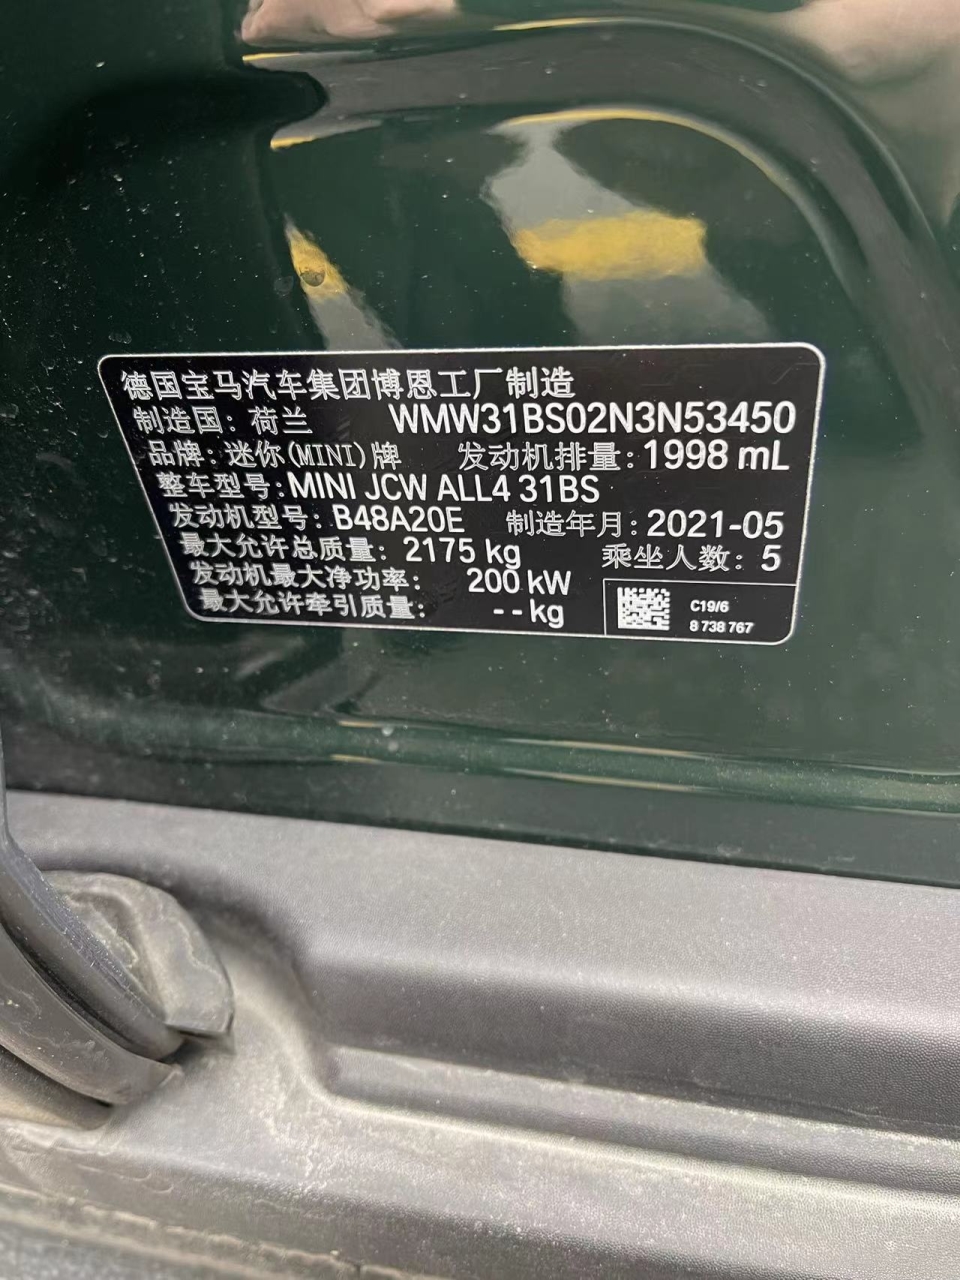 德国宝马汽车集团博恩工厂制造
制造国：荷兰 WMW31BS02N3N53450
品牌：迷你(MINI)牌 发动机排量：1998 mL
整车型号：MINI JCW ALL4 31BS
发动机型号：B48A20E 制造年月：2021-05
最大允许总质量：2175 kg 乘坐人数：5
发动机最大净功率：200 kW
最大允许牵引质量：--kg
C19/6
8 738 767